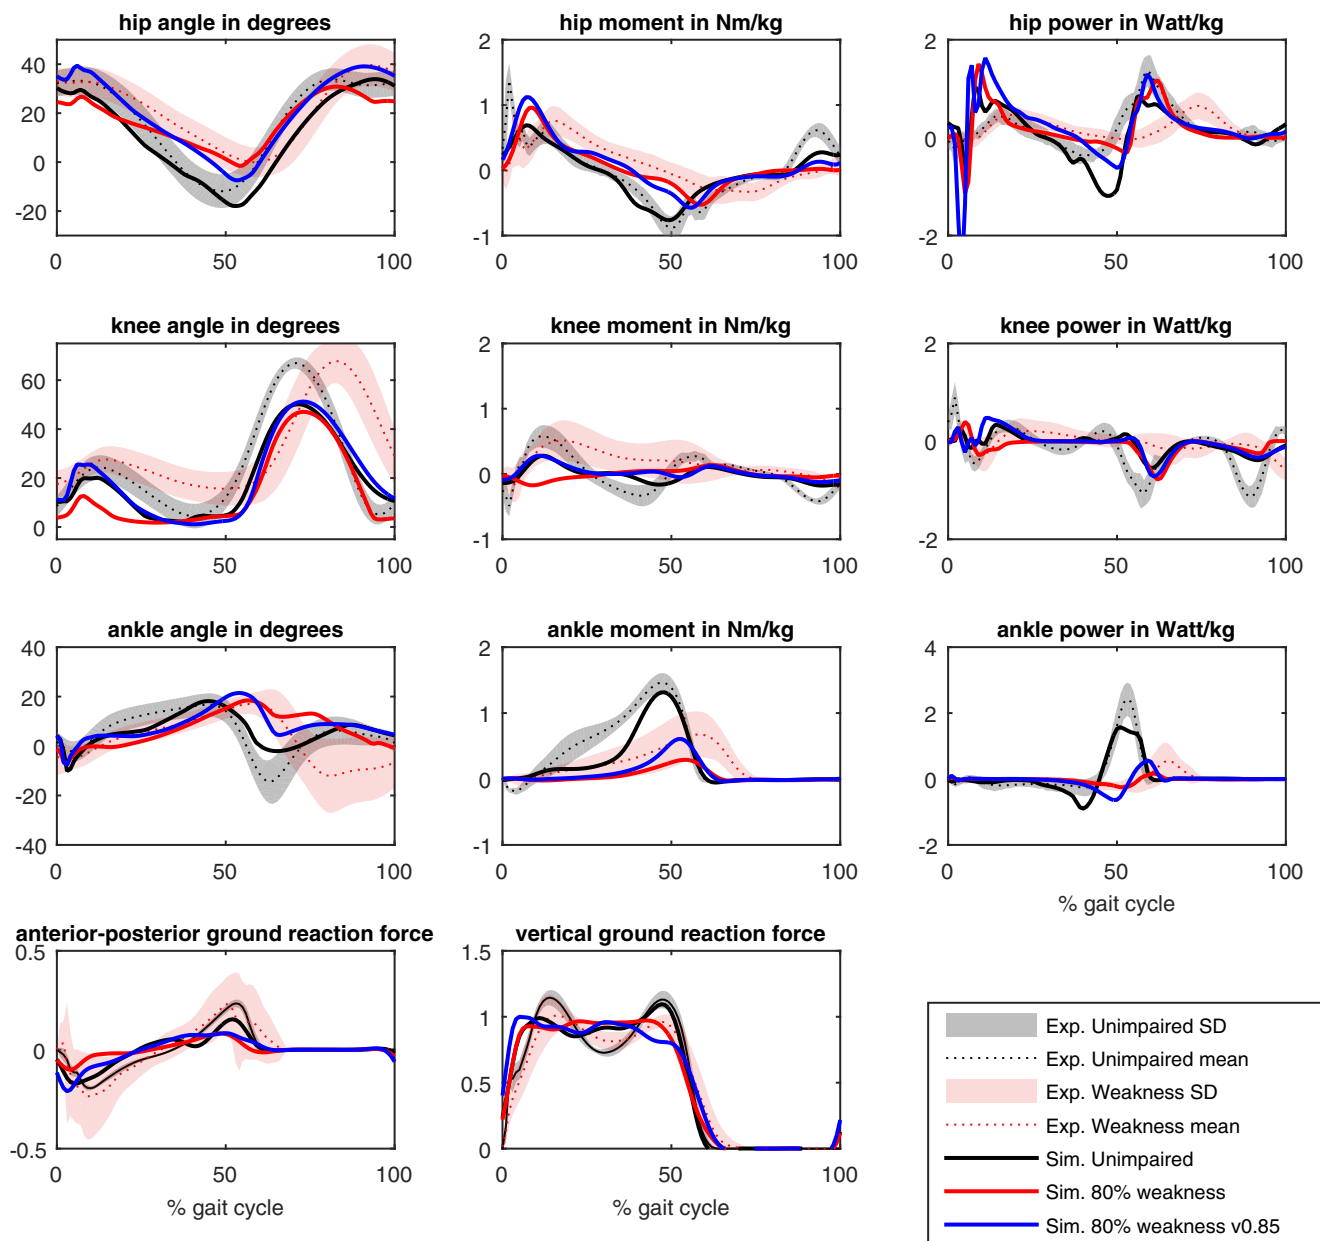 hip angle in degrees
40
20
0
-20
0 50 100
hip moment in Nm/kg
2
1
0
-1
0 50 100
hip power in Watt/kg
2
0
-2
0 50 100
knee angle in degrees
60
40
20
0
0 50 100
knee moment in Nm/kg
2
1
0
-1
0 50 100
knee power in Watt/kg
2
0
-2
0 50 100
ankle angle in degrees
40
20
0
-20
-40
0 50 100
ankle moment in Nm/kg
2
1
0
-1
0 50 100
ankle power in Watt/kg
4
2
0
-2
0 50 100
% gait cycle
anterior-posterior ground reaction force
0.5
0
-0.5
0 50 100
% gait cycle
vertical ground reaction force
1.5
1
0.5
0
0 50 100
% gait cycle
Exp. Unimpaired SD
Exp. Unimpaired mean
Exp. Weakness SD
Exp. Weakness mean
Sim. Unimpaired
Sim. 80% weakness
Sim. 80% weakness v0.85